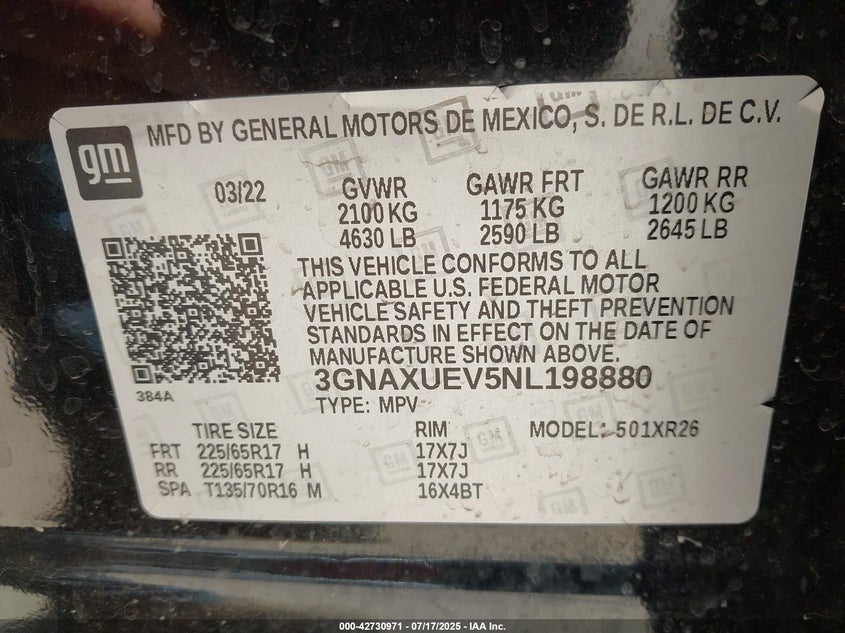 gm
MFD BY GENERAL MOTORS DE MEXICO, S. DE R.L. DE C.V.
03/22 GVWR GAWR FRT GAWR RR
2100 KG 1175 KG 1200 KG
4630 LB 2590 LB 2645 LB
THIS VEHICLE CONFORMS TO ALL
APPLICABLE U.S. FEDERAL MOTOR
VEHICLE SAFETY AND THEFT PREVENTION
STANDARDS IN EFFECT ON THE DATE OF
MANUFACTURE SHOWN ABOVE.
3GNAXUEV5NL198880
384A
TYPE: MPV
TIRE SIZE RIM MODEL: 501XR26
FRT 225/65R17 H 17X7J
RR 225/65R17 H 17X7J
SPA T135/70R16 M 16X4BT
000-42730971 - 07/17/2025 - IAA Inc.